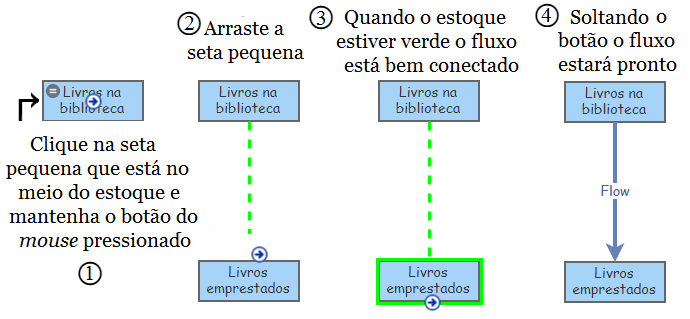 Livros na
biblioteca
Clique na seta
pequena que está no
meio do estoque e
mantenha o botão do
mouse pressionado
①
② Arraste a
seta pequena
Livros na
biblioteca
Livros
emprestados
③ Quando o estoque
estiver verde o fluxo
está bem conectado
Livros na
biblioteca
Livros
emprestados
④ Soltando o
botão o fluxo
estará pronto
Livros na
biblioteca
Flow
Livros
emprestados